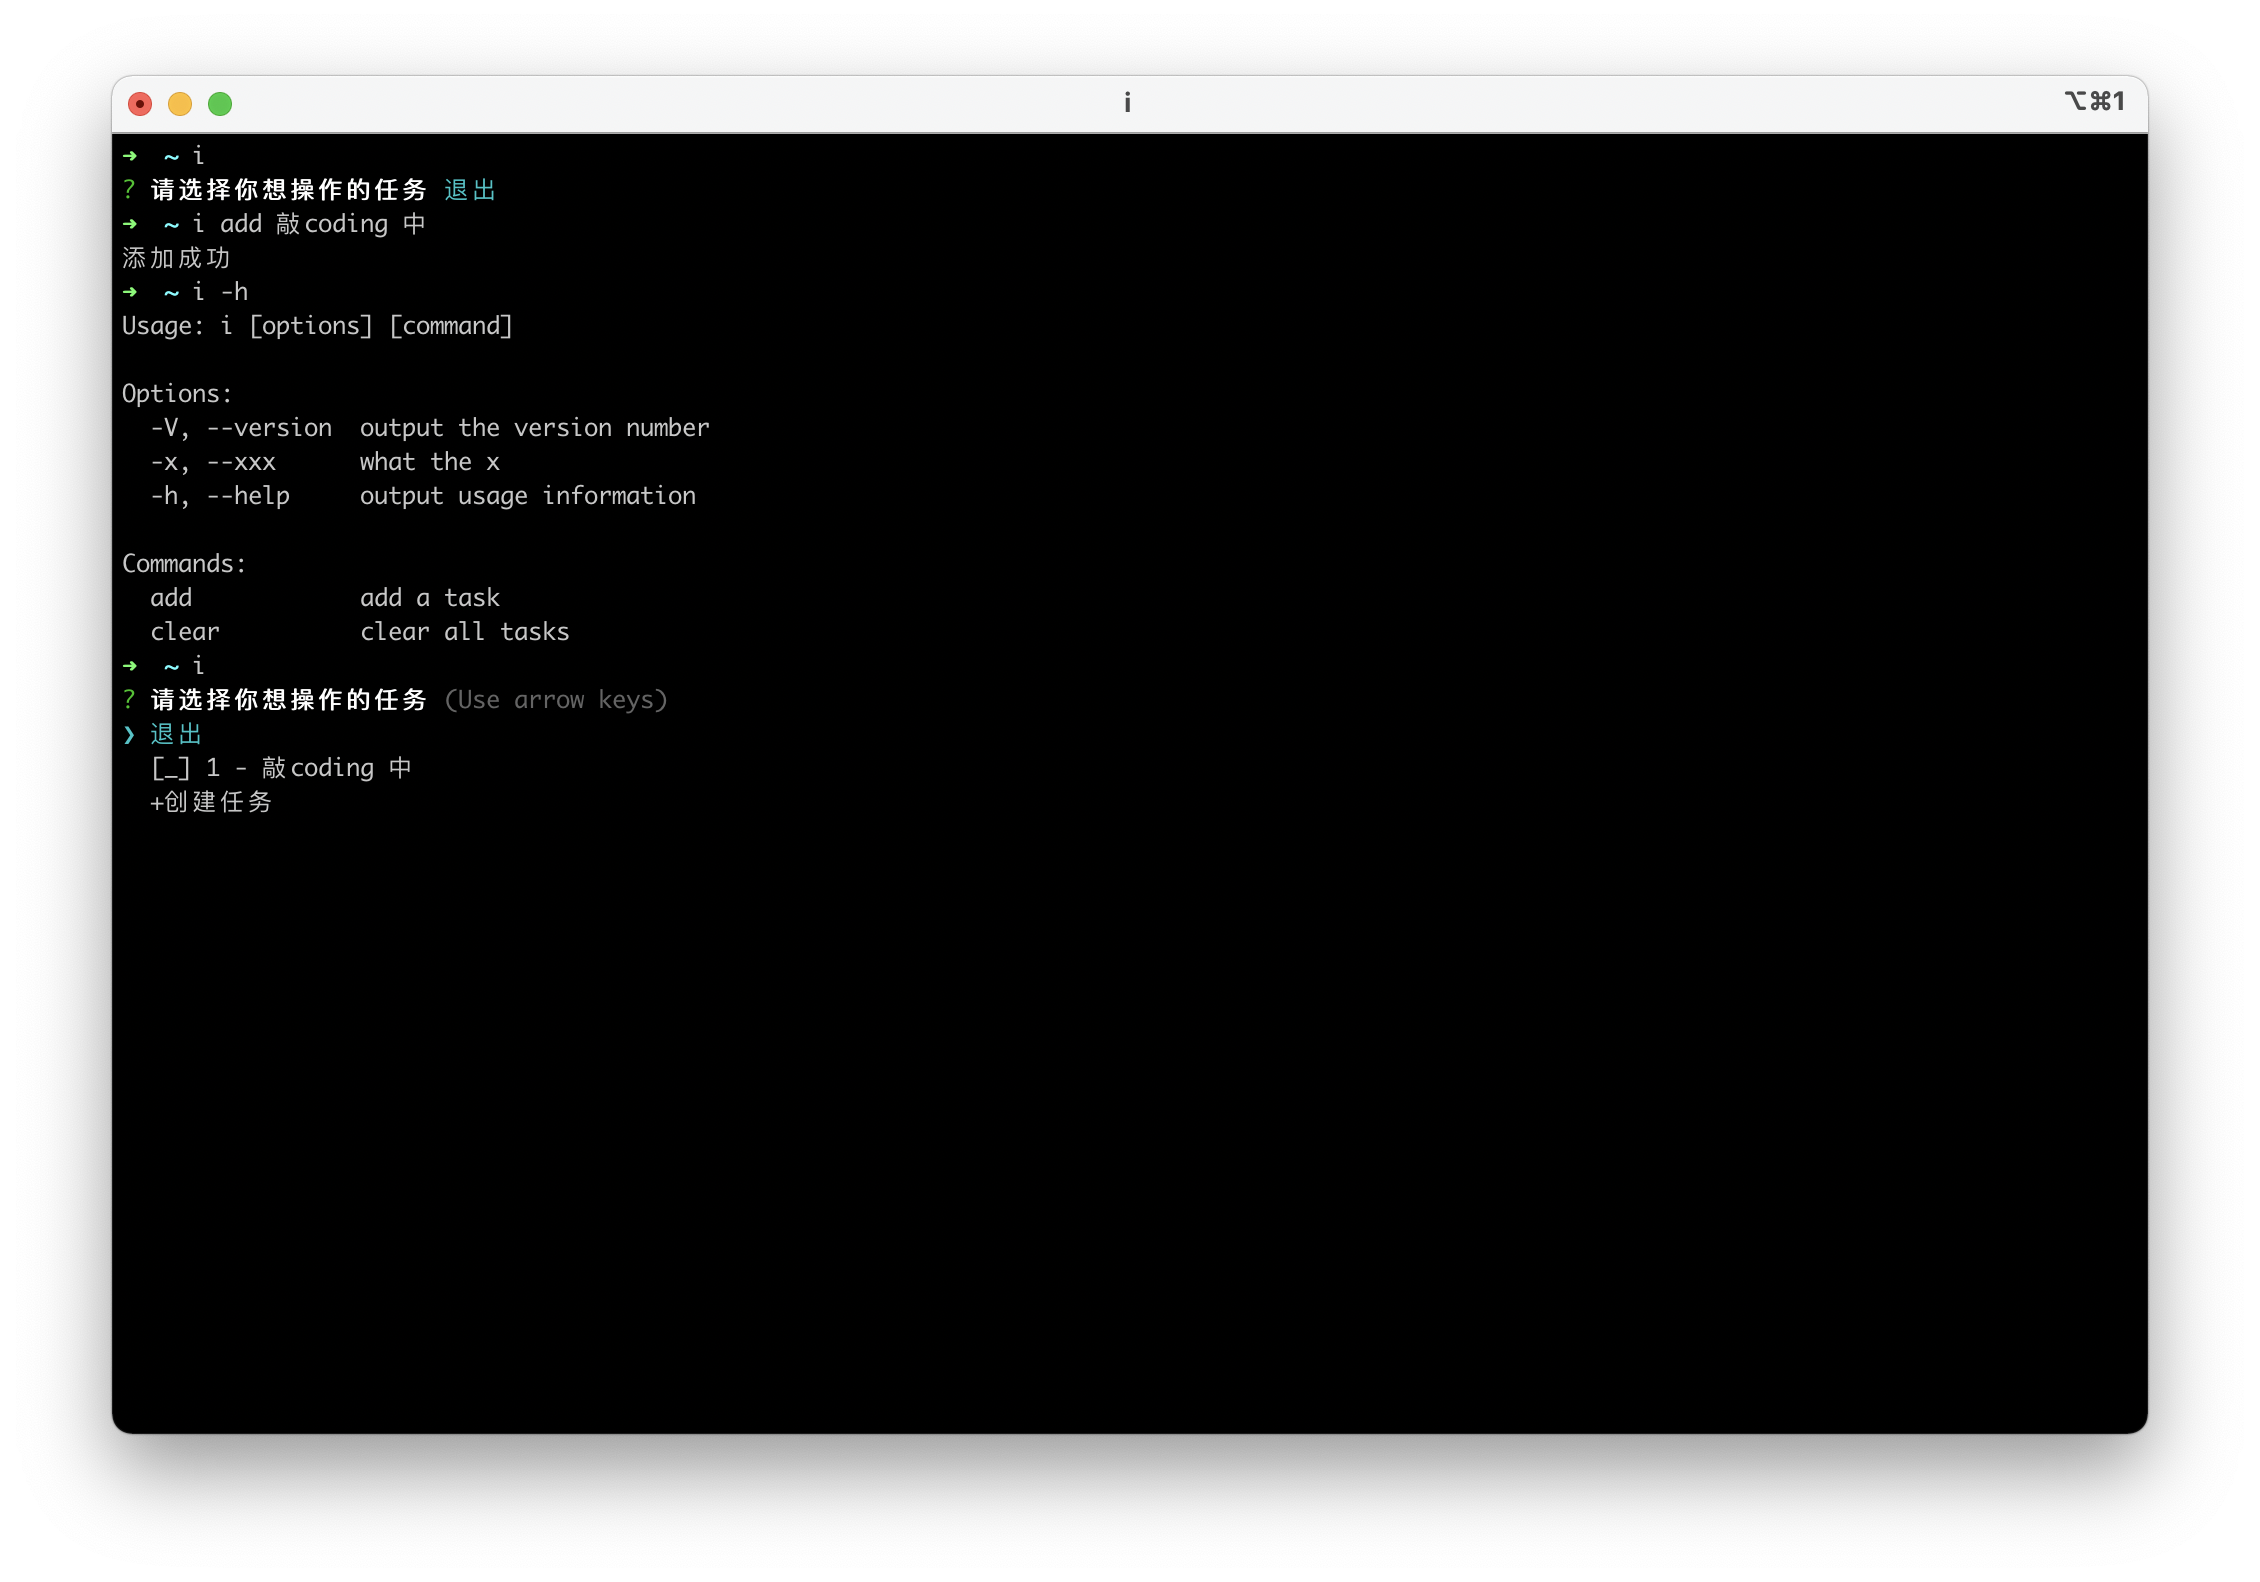 i
⌥⌘1
➜  ~ i
? 请选择你想操作的任务 退出
➜  ~ i add 敲coding 中
添加成功
➜  ~ i -h
Usage: i [options] [command]
Options:
  -V, --version  output the version number
  -x, --xxx      what the x
  -h, --help     output usage information
Commands:
  add            add a task
  clear          clear all tasks
➜  ~ i
? 请选择你想操作的任务 (Use arrow keys)
❯ 退出
  [_] 1 - 敲coding 中
  +创建任务